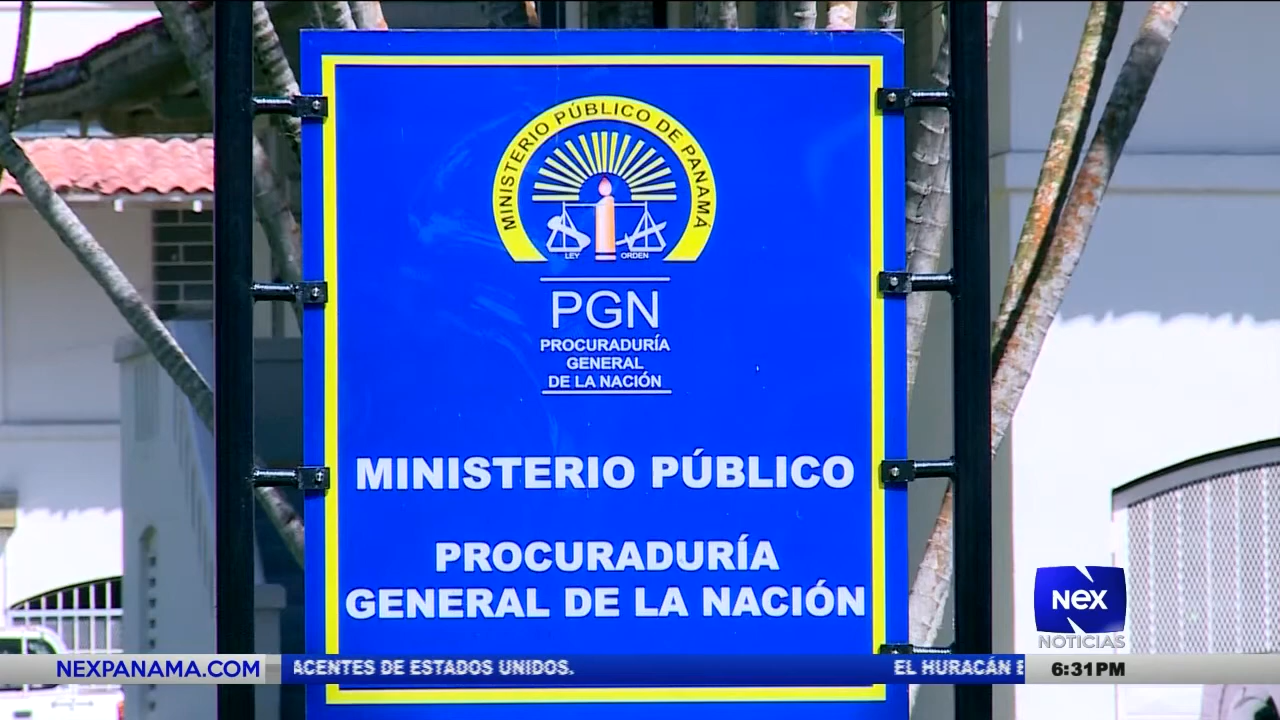 MINISTERIO PÚBLICO DE PANAMÁ
LEY ORDEN
PGN
PROCURADURÍA
GENERAL
DE LA NACIÓN
MINISTERIO PÚBLICO
PROCURADURÍA
GENERAL DE LA NACIÓN
NEX
NOTICIAS
NEXPANAMA.COM
ACENTES DE ESTADOS UNIDOS.
EL HURACÁN
6:31PM